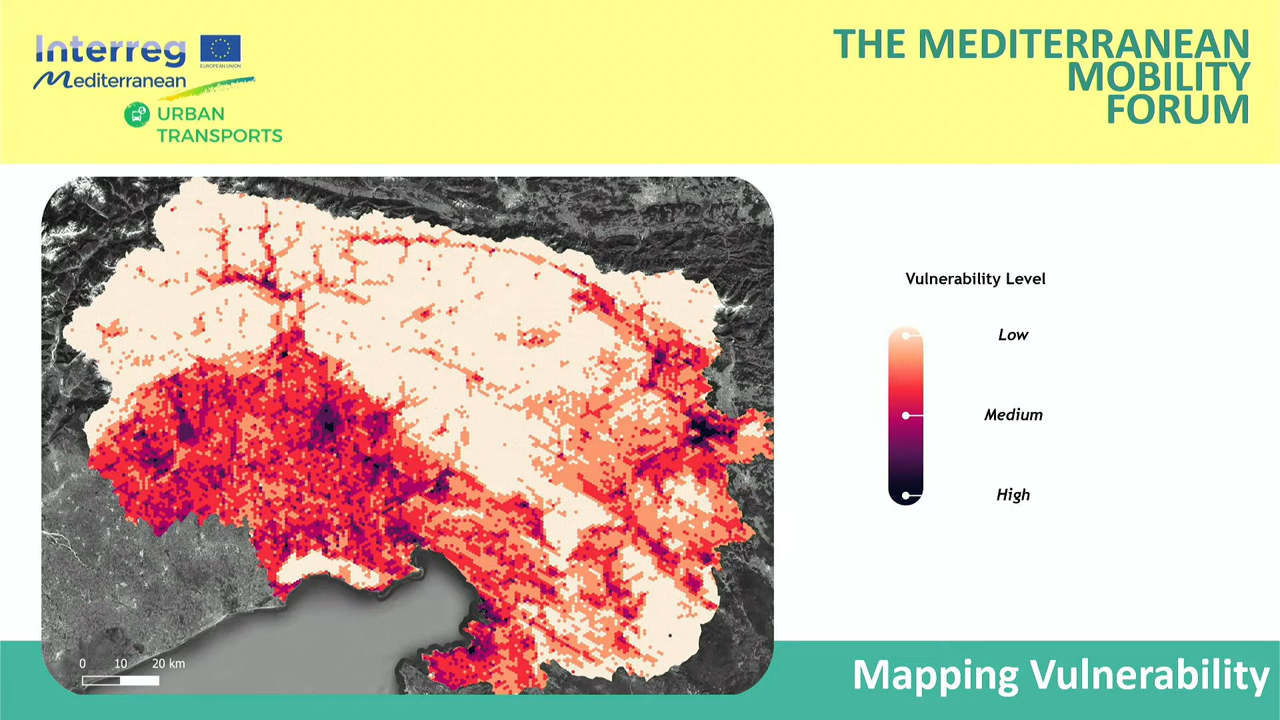 Interreg
EUROPEAN UNION
Mediterranean
URBAN
TRANSPORTS
THE MEDITERRANEAN
MOBILITY
FORUM
Vulnerability Level
Low
Medium
High
0 10 20 km
Mapping Vulnerability